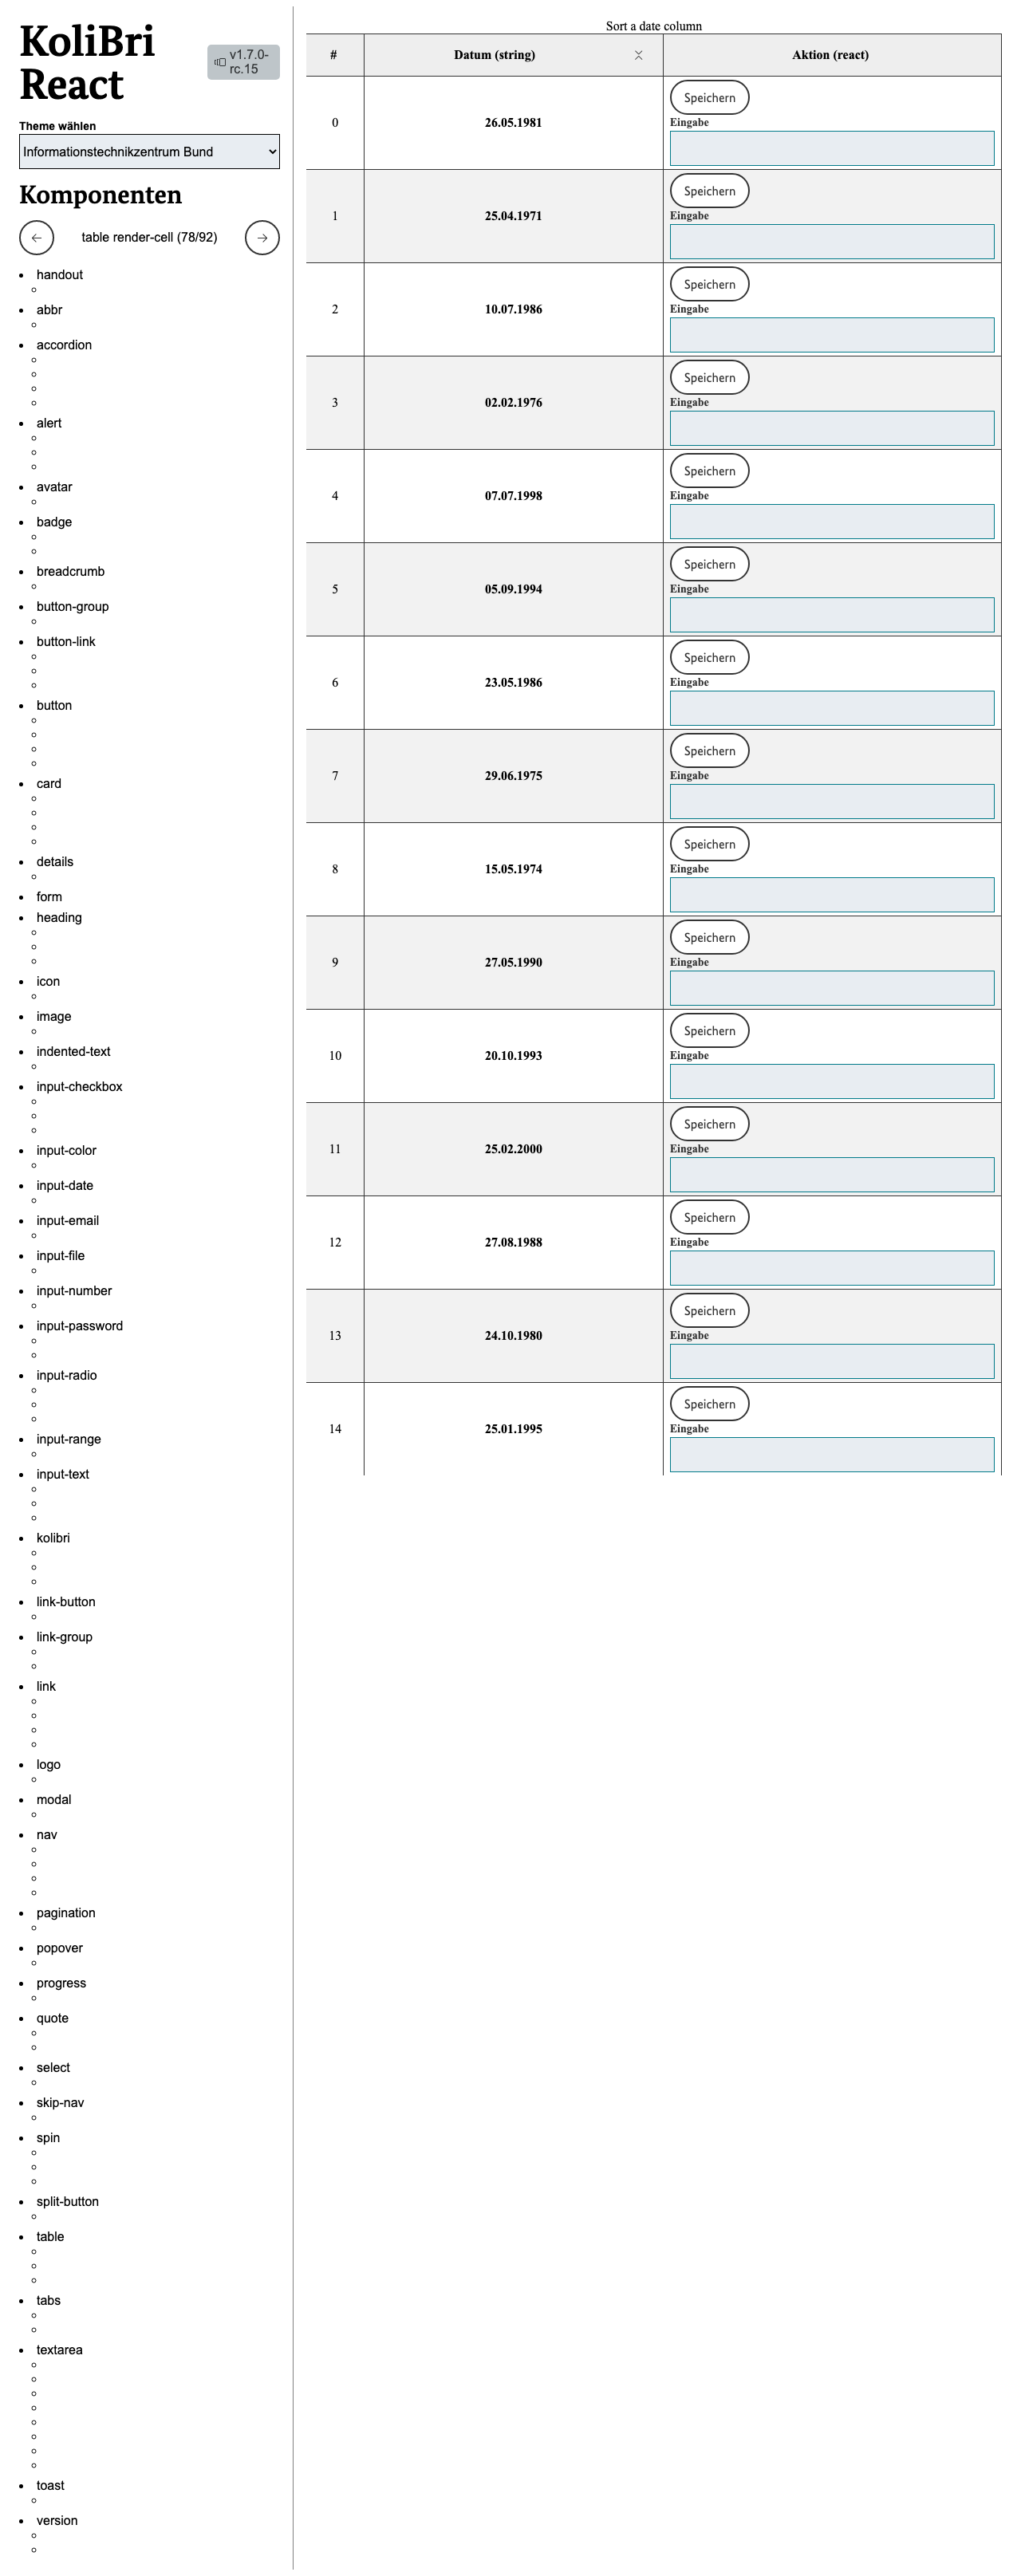 KoliBri
React
v1.7.0-
rc.15
Theme wählen
Informationstechnikzentrum Bund
Komponenten
table render-cell (78/92)
handout
abbr
accordion
alert
avatar
badge
breadcrumb
button-group
button-link
button
card
details
form
heading
icon
image
indented-text
input-checkbox
input-color
input-date
input-email
input-file
input-number
input-password
input-radio
input-range
input-text
kolibri
link-button
link-group
link
logo
modal
nav
pagination
popover
progress
quote
select
skip-nav
spin
split-button
table
tabs
textarea
toast
version
Sort a date column
# Datum (string) Aktion (react)
Speichern
0 26.05.1981 Eingabe
Speichern
1 25.04.1971 Eingabe
Speichern
2 10.07.1986 Eingabe
Speichern
3 02.02.1976 Eingabe
Speichern
4 07.07.1998 Eingabe
Speichern
5 05.09.1994 Eingabe
Speichern
6 23.05.1986 Eingabe
Speichern
7 29.06.1975 Eingabe
Speichern
8 15.05.1974 Eingabe
Speichern
9 27.05.1990 Eingabe
Speichern
10 20.10.1993 Eingabe
Speichern
11 25.02.2000 Eingabe
Speichern
12 27.08.1988 Eingabe
Speichern
13 24.10.1980 Eingabe
Speichern
14 25.01.1995 Eingabe